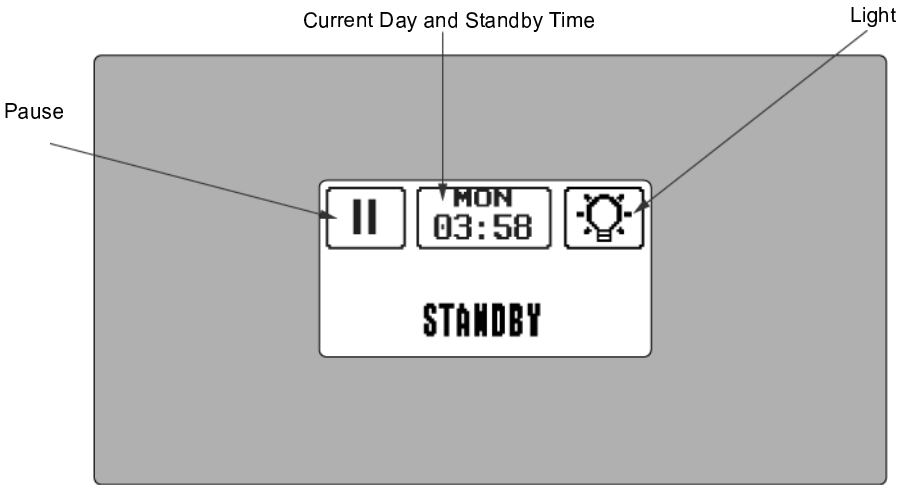 Current Day and Standby Time
Light
Pause
MON
03:58
STANDBY